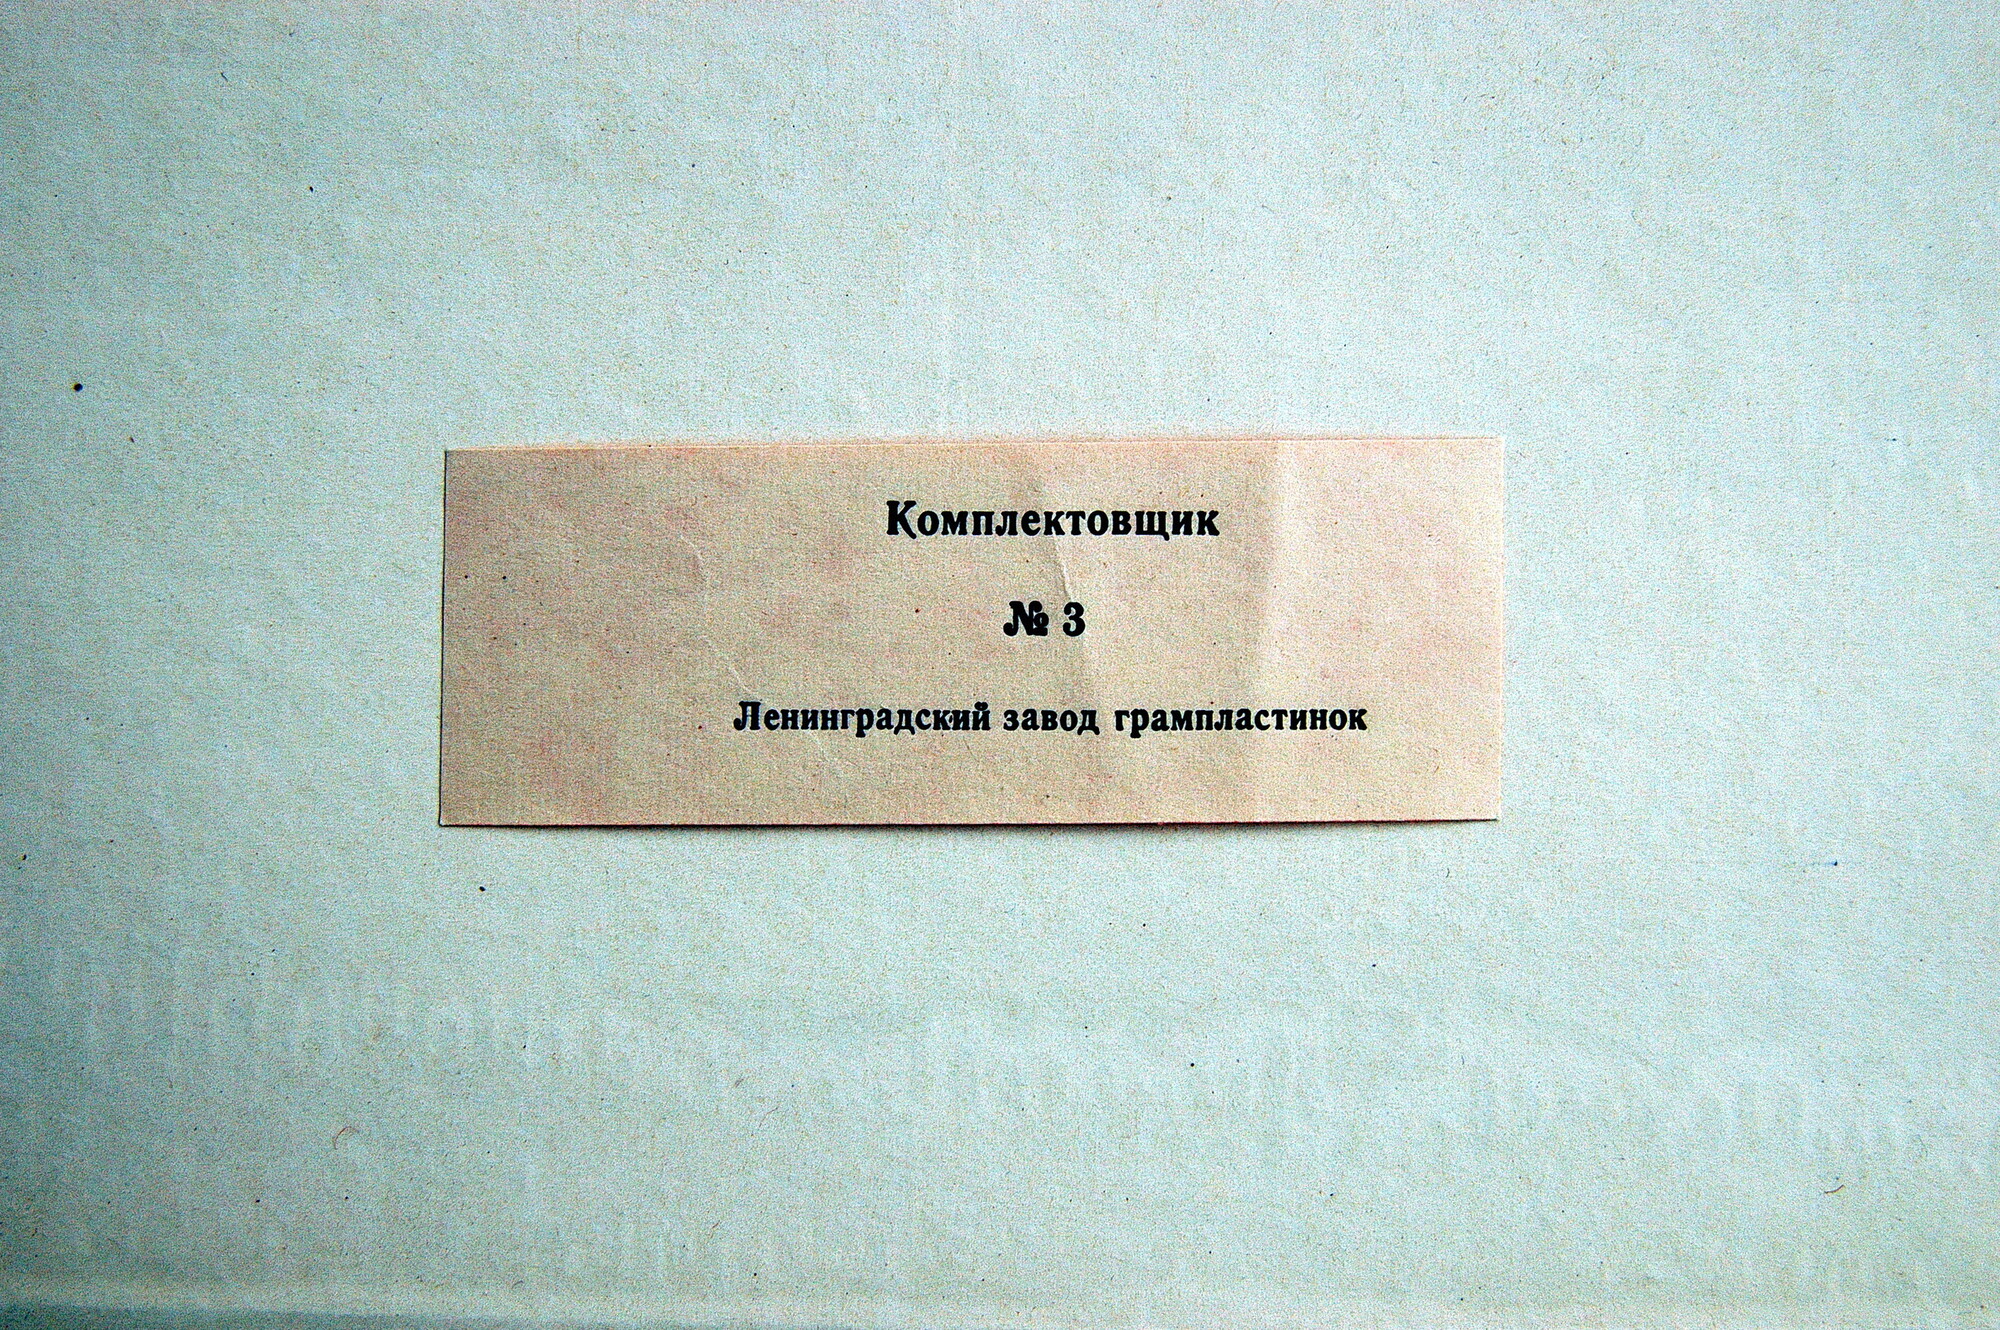 Комплектовщик
№ 3
Ленинградский завод грампластинок